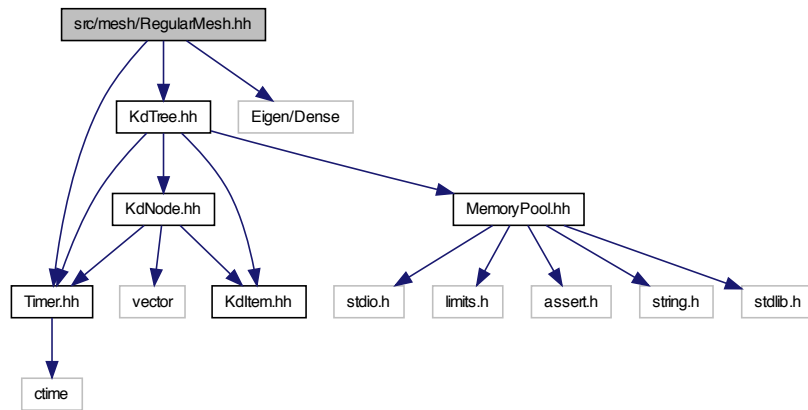 src/mesh/RegularMesh.hh
KdTree.hh
Eigen/Dense
KdNode.hh
MemoryPool.hh
Timer.hh
vector
KdItem.hh
stdio.h
limits.h
assert.h
string.h
stdlib.h
ctime